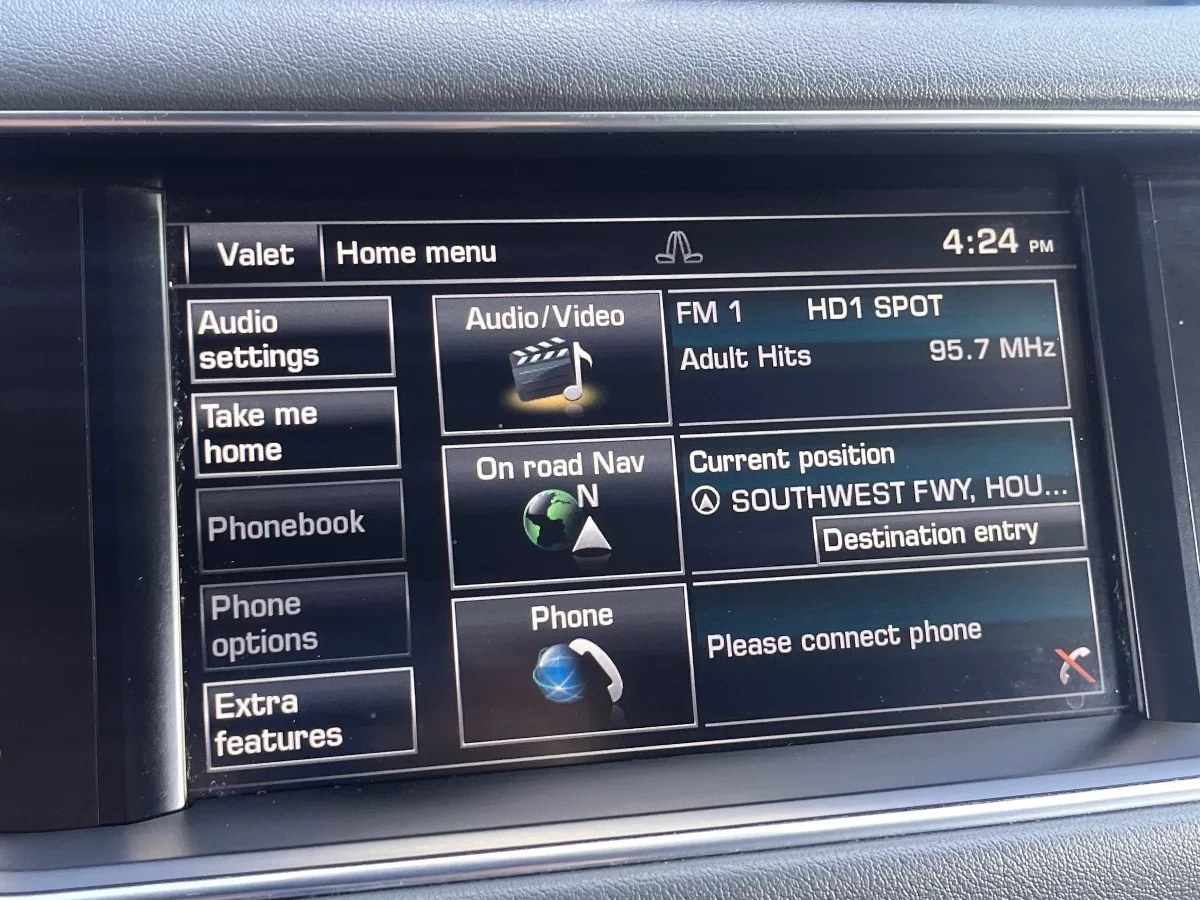 Valet
Home menu
4:24 PM
Audio
settings
Take me
home
Phonebook
Phone
options
Extra
features
Audio/Video
FM 1 HD1 SPOT
Adult Hits 95.7 MHz
On road Nav
N
Current position
SOUTHWEST FWY, HOU...
Destination entry
Phone
Please connect phone